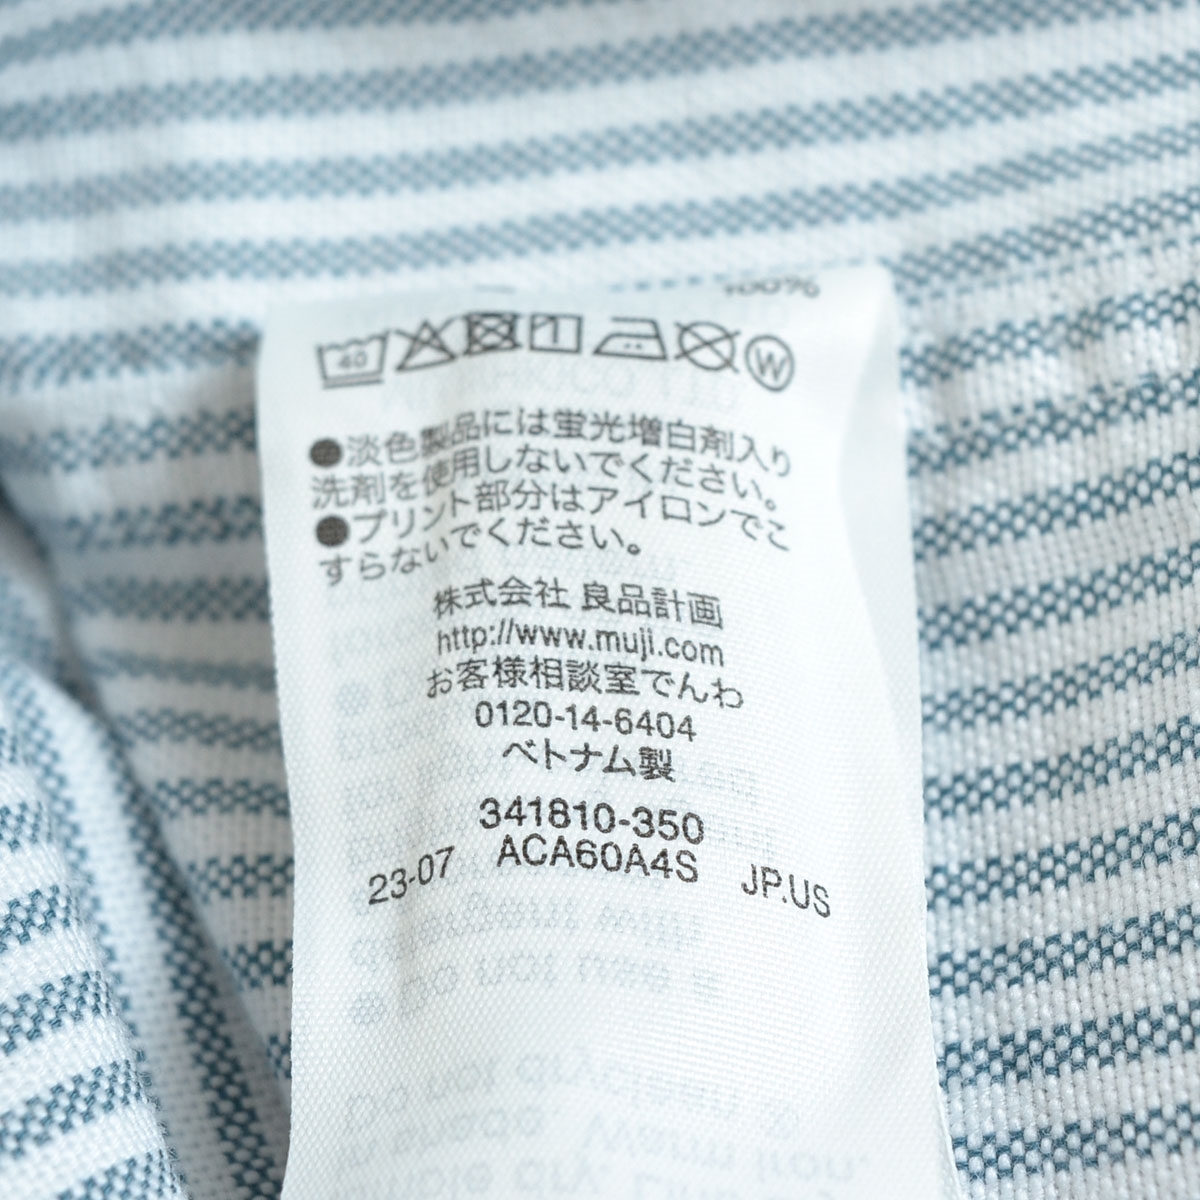 100%
40 W
●淡色製品には蛍光増白剤入り
洗剤を使用しないでください。
●プリント部分はアイロンでこ
すらないでください。
株式会社 良品計画
http://www.muji.com
お客様相談室でんわ
0120-14-6404
ベトナム製
341810-350
23-07 ACA60A4S JP.US